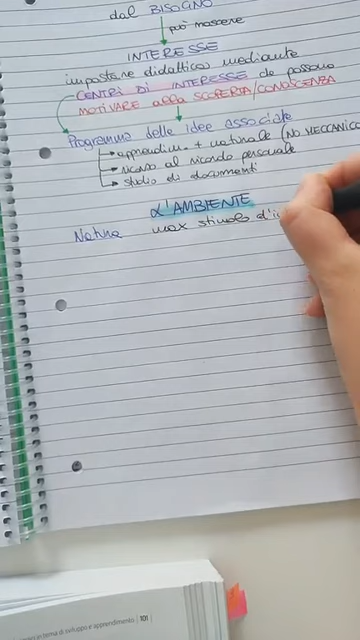 dal BISOGNO
può nascere
INTERESSE
impostare didattica mediante
CENTRI DI INTERESSE che possono
MOTIVARE alla SCOPERTA/CONOSCENZA
Programma delle idee associate
apprendim. + naturale (NO MECCANICO
ricorso al ricordo personale
studio di documenti
L'AMBIENTE
Natura max stimolo d'i
in tema di sviluppo e apprendimento | 101 |